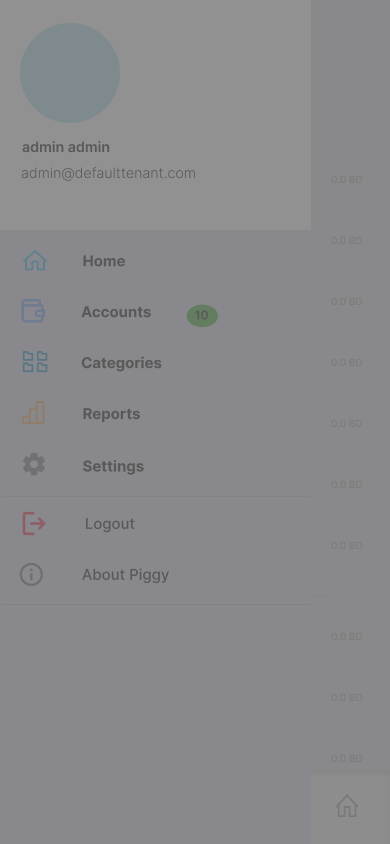 admin admin
admin@defaulttenant.com
0.0 BD
0.0 BD
Home
0.0 BD
Accounts
10
Categories
0.0 BD
Reports
0.0 BD
Settings
0.0 BD
Logout
0.0 BD
About Piggy
0.0 BD
0.0 BD
0.0 BD